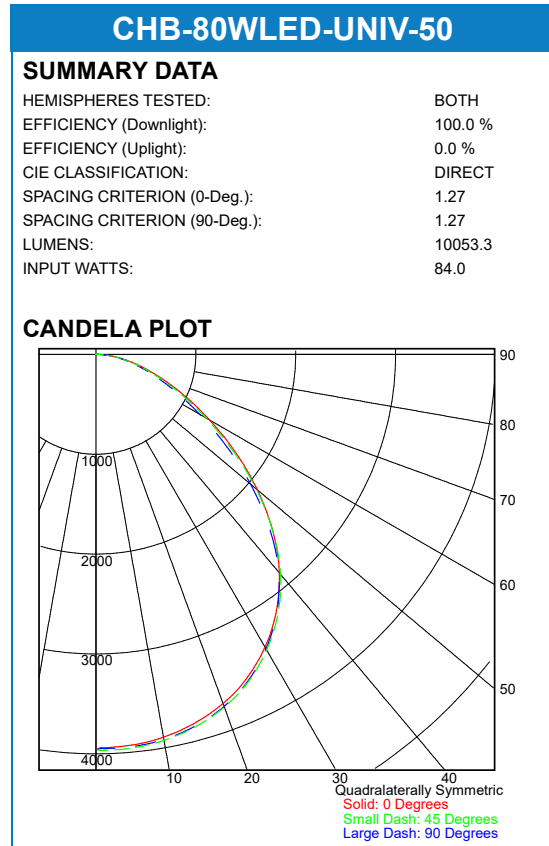 CHB-80WLED-UNIV-50
SUMMARY DATA
HEMISPHERES TESTED: BOTH
EFFICIENCY (Downlight): 100.0 %
EFFICIENCY (Uplight): 0.0 %
CIE CLASSIFICATION: DIRECT
SPACING CRITERION (0-Deg.): 1.27
SPACING CRITERION (90-Deg.): 1.27
LUMENS: 10053.3
INPUT WATTS: 84.0
CANDELA PLOT
90
80
1000
70
2000
60
3000
50
4000
10 20 30 40
Quadralaterally Symmetric
Solid: 0 Degrees
Small Dash: 45 Degrees
Large Dash: 90 Degrees